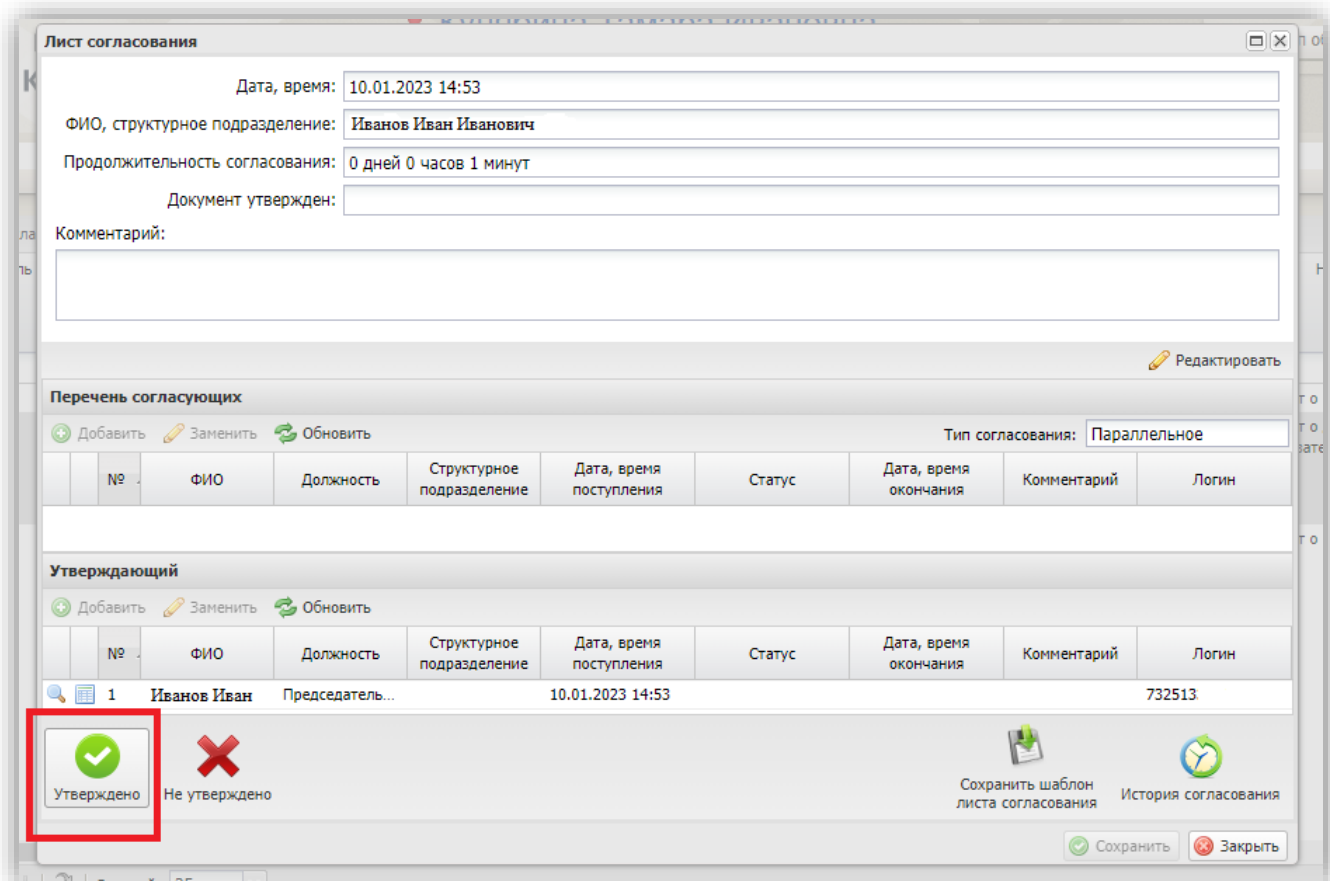 Лист согласования
Дата, время: 10.01.2023 14:53
ФИО, структурное подразделение: Иванов Иван Иванович
Продолжительность согласования: 0 дней 0 часов 1 минут
Документ утвержден:
Комментарий:
Редактировать
Перечень согласующих
Добавить Заменить Обновить Тип согласования: Параллельное
№ ФИО Должность Структурное подразделение Дата, время поступления Статус Дата, время окончания Комментарий Логин
Утверждающий
Добавить Заменить Обновить
№ ФИО Должность Структурное подразделение Дата, время поступления Статус Дата, время окончания Комментарий Логин
1 Иванов Иван Председатель... 10.01.2023 14:53 732513
Утверждено Не утверждено Сохранить шаблон листа согласования История согласования
Сохранить Закрыть